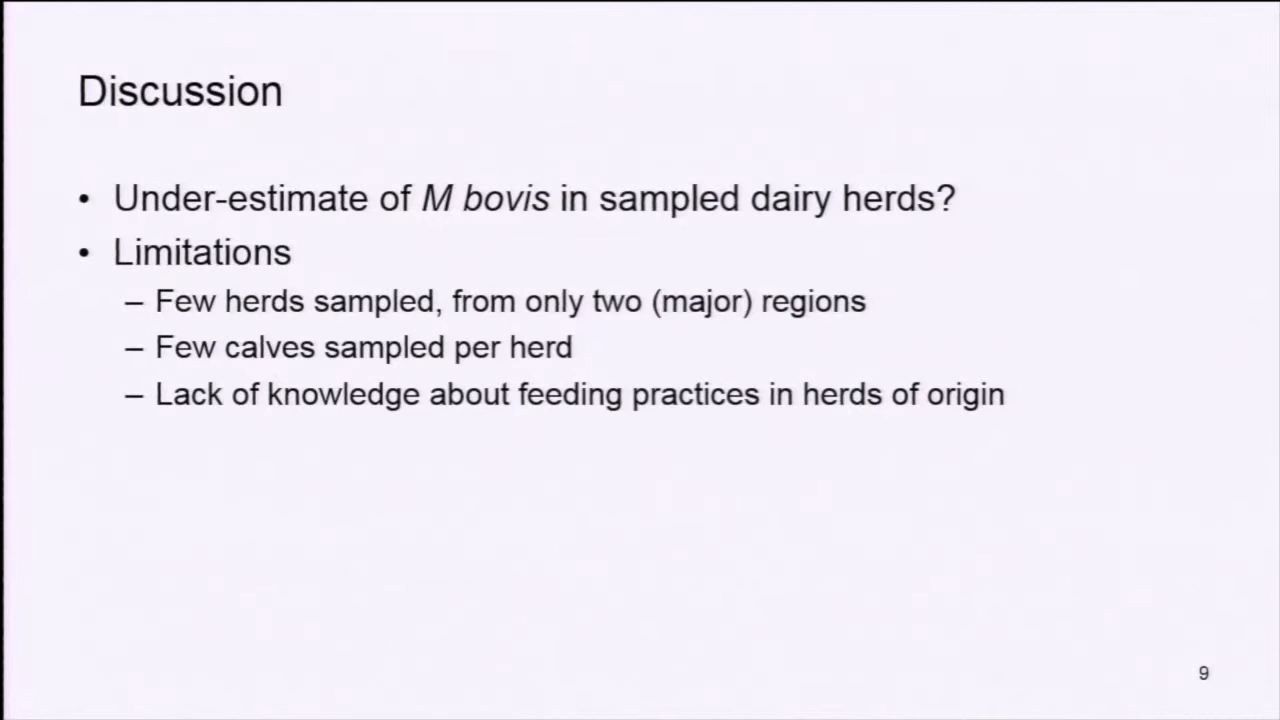 Discussion
• Under-estimate of M bovis in sampled dairy herds?
• Limitations
– Few herds sampled, from only two (major) regions
– Few calves sampled per herd
– Lack of knowledge about feeding practices in herds of origin
9